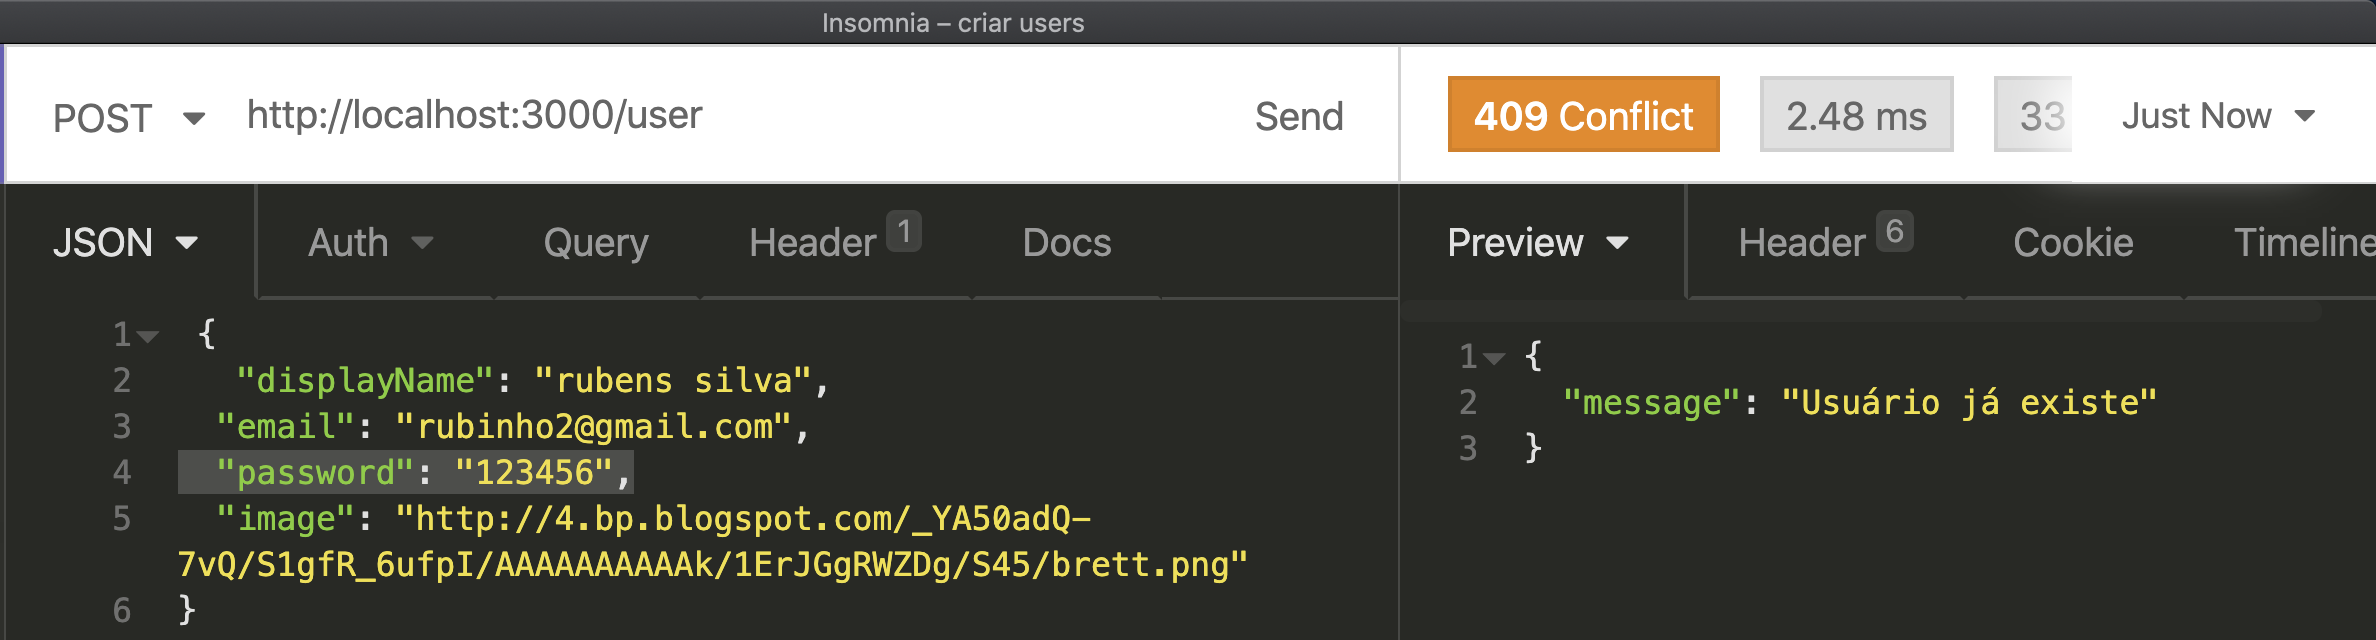 Insomnia – criar users
POST http://localhost:3000/user Send
409 Conflict 2.48 ms 33 Just Now
JSON Auth Query Header 1 Docs
Preview Header 6 Cookie Timeline
1 {
2 "displayName": "rubens silva",
3 "email": "rubinho2@gmail.com",
4 "password": "123456",
5 "image": "http://4.bp.blogspot.com/_YA50adQ-
7vQ/S1gfR_6ufpI/AAAAAAAAAAk/1ErJGgRWZDg/S45/brett.png"
6 }
1 {
2 "message": "Usuário já existe"
3 }